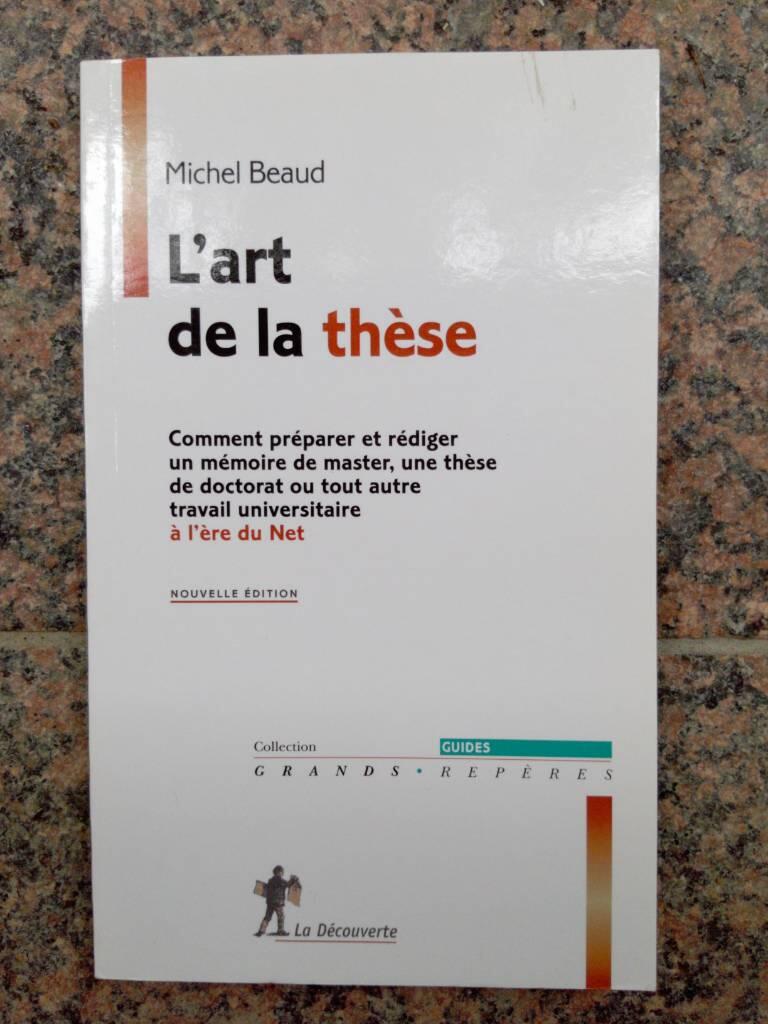 Michel Beaud
L'art
de la thèse
Comment préparer et rédiger
un mémoire de master, une thèse
de doctorat ou tout autre
travail universitaire
à l'ère du Net
NOUVELLE ÉDITION
Collection GUIDES
GRANDS • REPÈRES
La Découverte